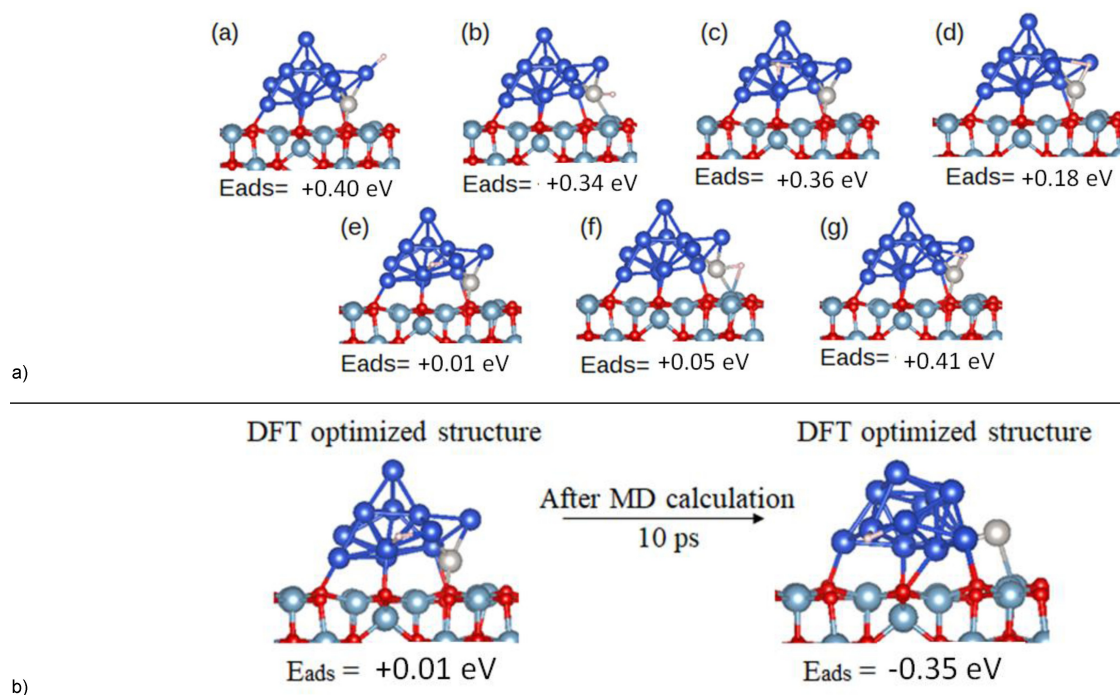 (a) (b) (c) (d)
Eads= +0.40 eV Eads= +0.34 eV Eads= +0.36 eV Eads= +0.18 eV
(e) (f) (g)
Eads= +0.01 eV Eads= +0.05 eV Eads= +0.41 eV
a)
DFT optimized structure DFT optimized structure
After MD calculation
10 ps
Eads = +0.01 eV Eads = -0.35 eV
b)